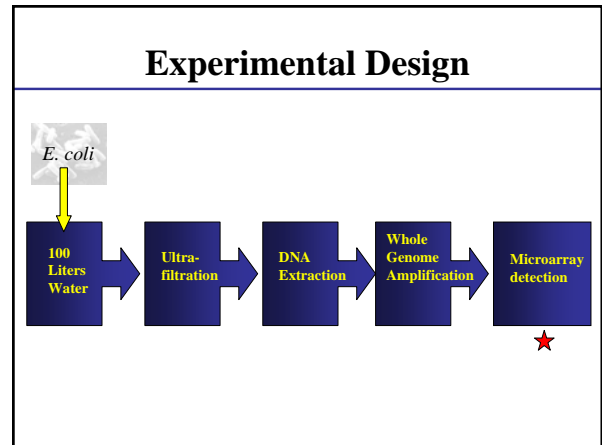 Experimental Design
E. coli
100
Liters
Water
Ultra-
filtration
DNA
Extraction
Whole
Genome
Amplification
Microarray
detection